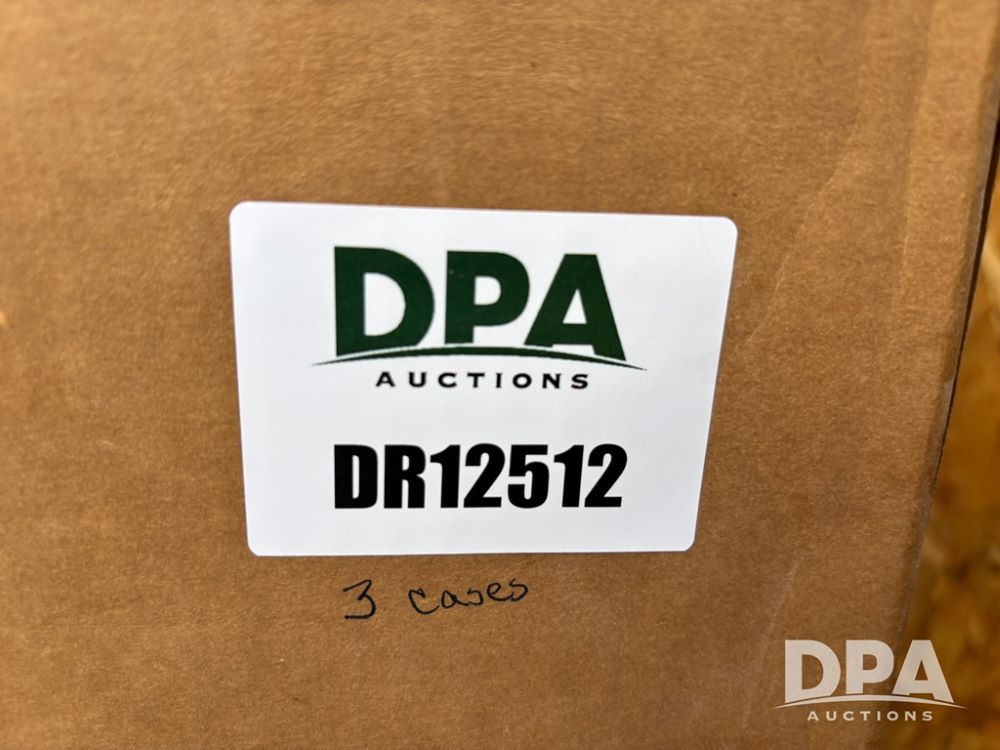 DPA
AUCTIONS
DR12512
3 cases
DPA
AUCTIONS